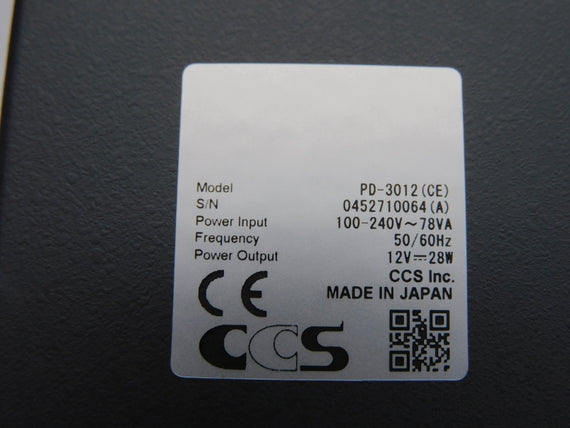 Model PD-3012(CE)
S/N 0452710064(A)
Power Input 100-240V～78VA
Frequency 50/60Hz
Power Output 12V⎓28W
CCS Inc.
MADE IN JAPAN
CE
CCS